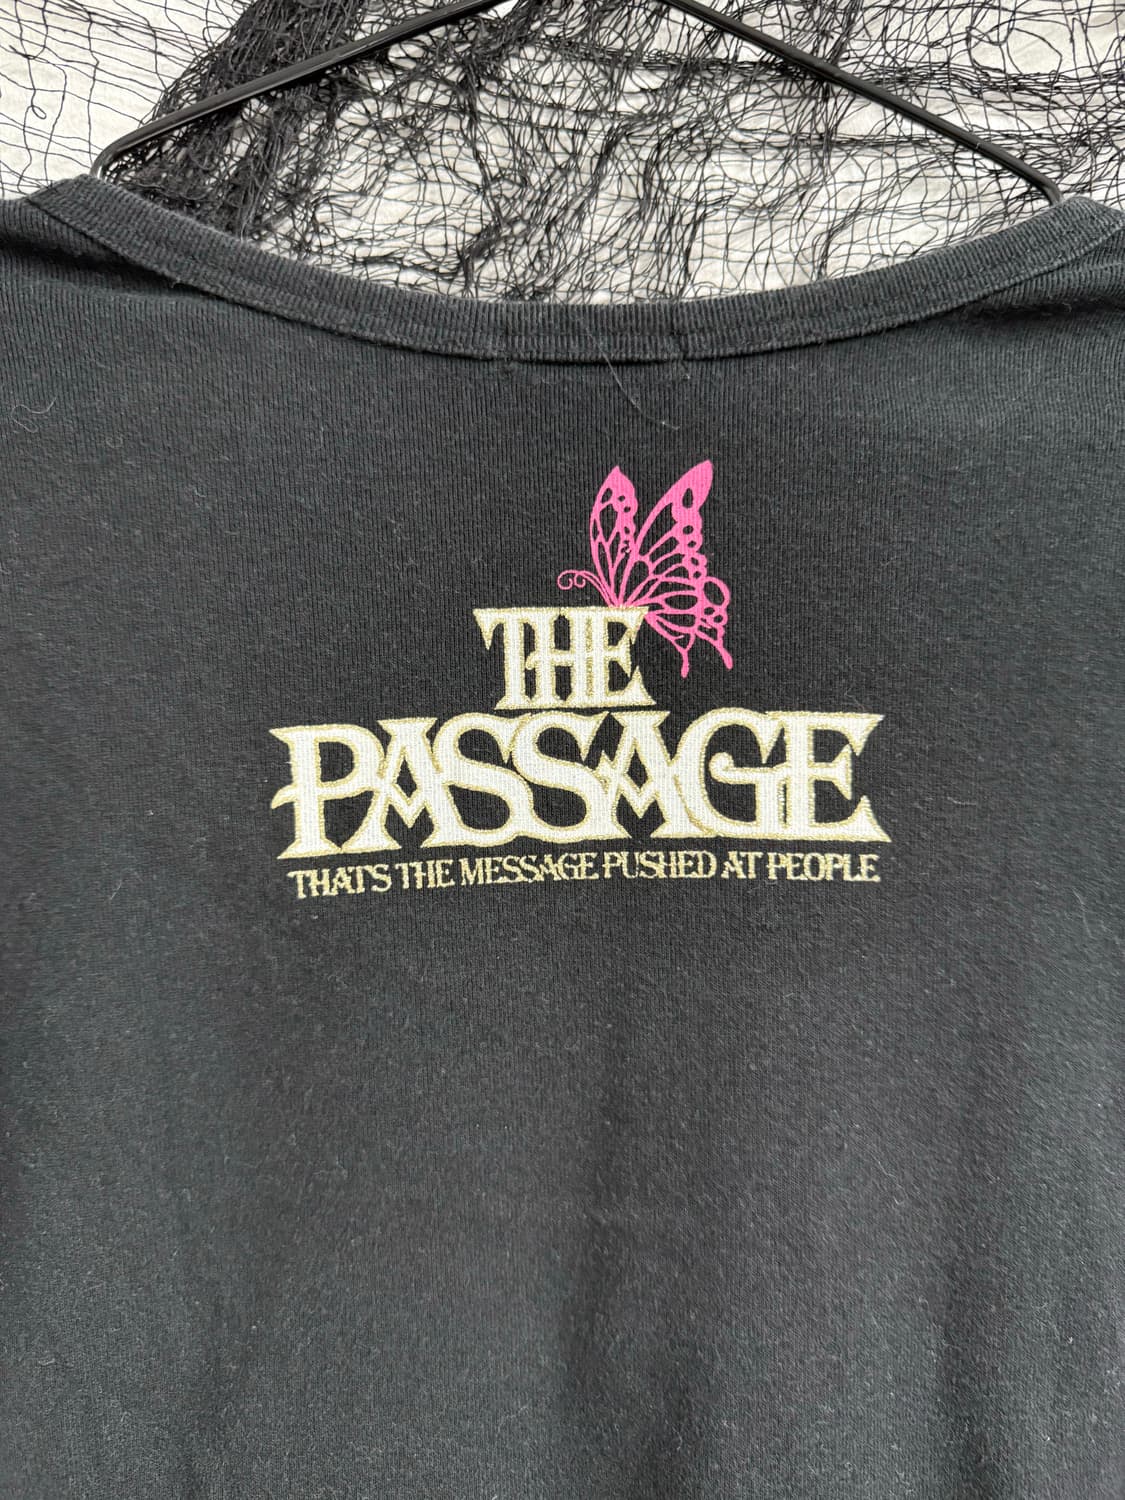 THE
PASSAGE
THAT'S THE MESSAGE PUSHED AT PEOPLE